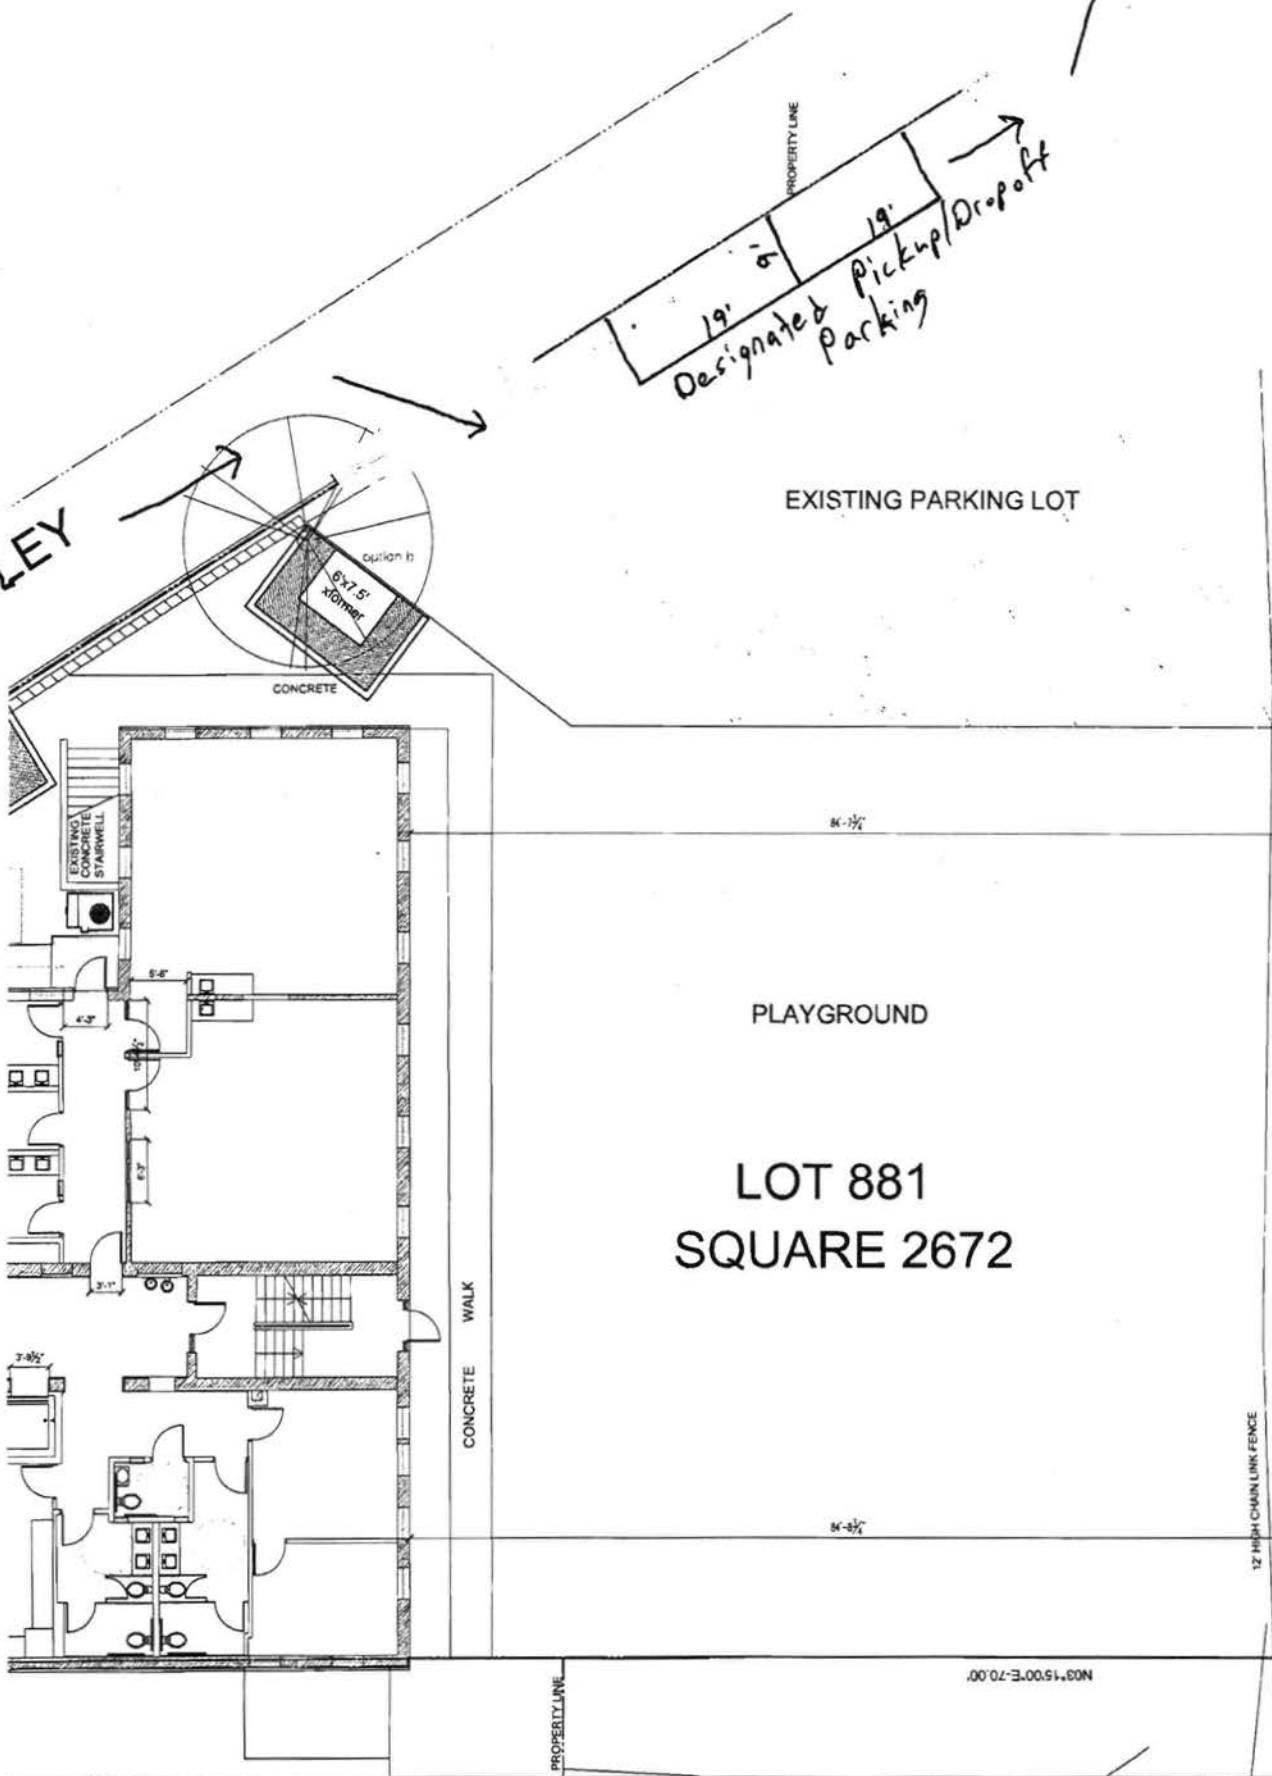 PROPERTY LINE
19'
9'
19'
Designated Pickup/Dropoff
Parking
EXISTING PARKING LOT
LEY
option b
6'x7.5'
xformer
CONCRETE
EXISTING
CONCRETE
STAIRWELL
PLAYGROUND
5'-6"
4'-3"
6'-3"
LOT 881
SQUARE 2672
3'-1"
3'-9½"
CONCRETE WALK
12' HIGH CHAIN LINK FENCE
N03°15'00"E-70.00'
PROPERTY LINE